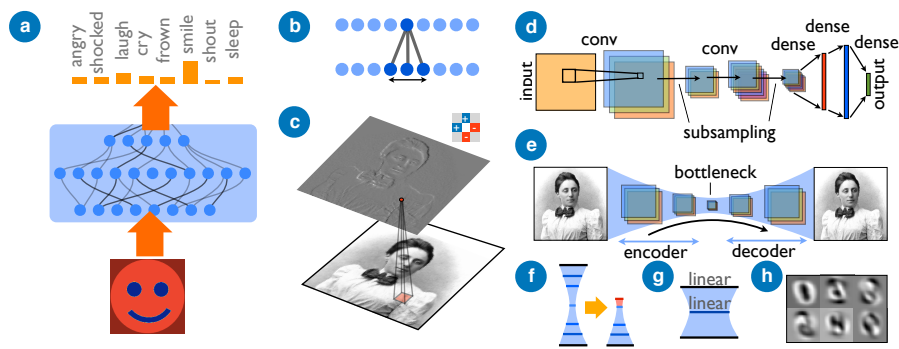 a
angry
shocked
laugh
cry
frown
smile
shout
sleep
b
c
+
+ -
-
d
input
conv
conv
dense
dense
dense
output
subsampling
e
bottleneck
encoder
decoder
f
g
linear
linear
h